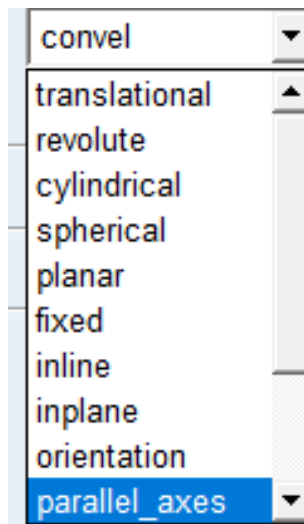 convel
translational
revolute
cylindrical
spherical
planar
fixed
inline
inplane
orientation
parallel_axes